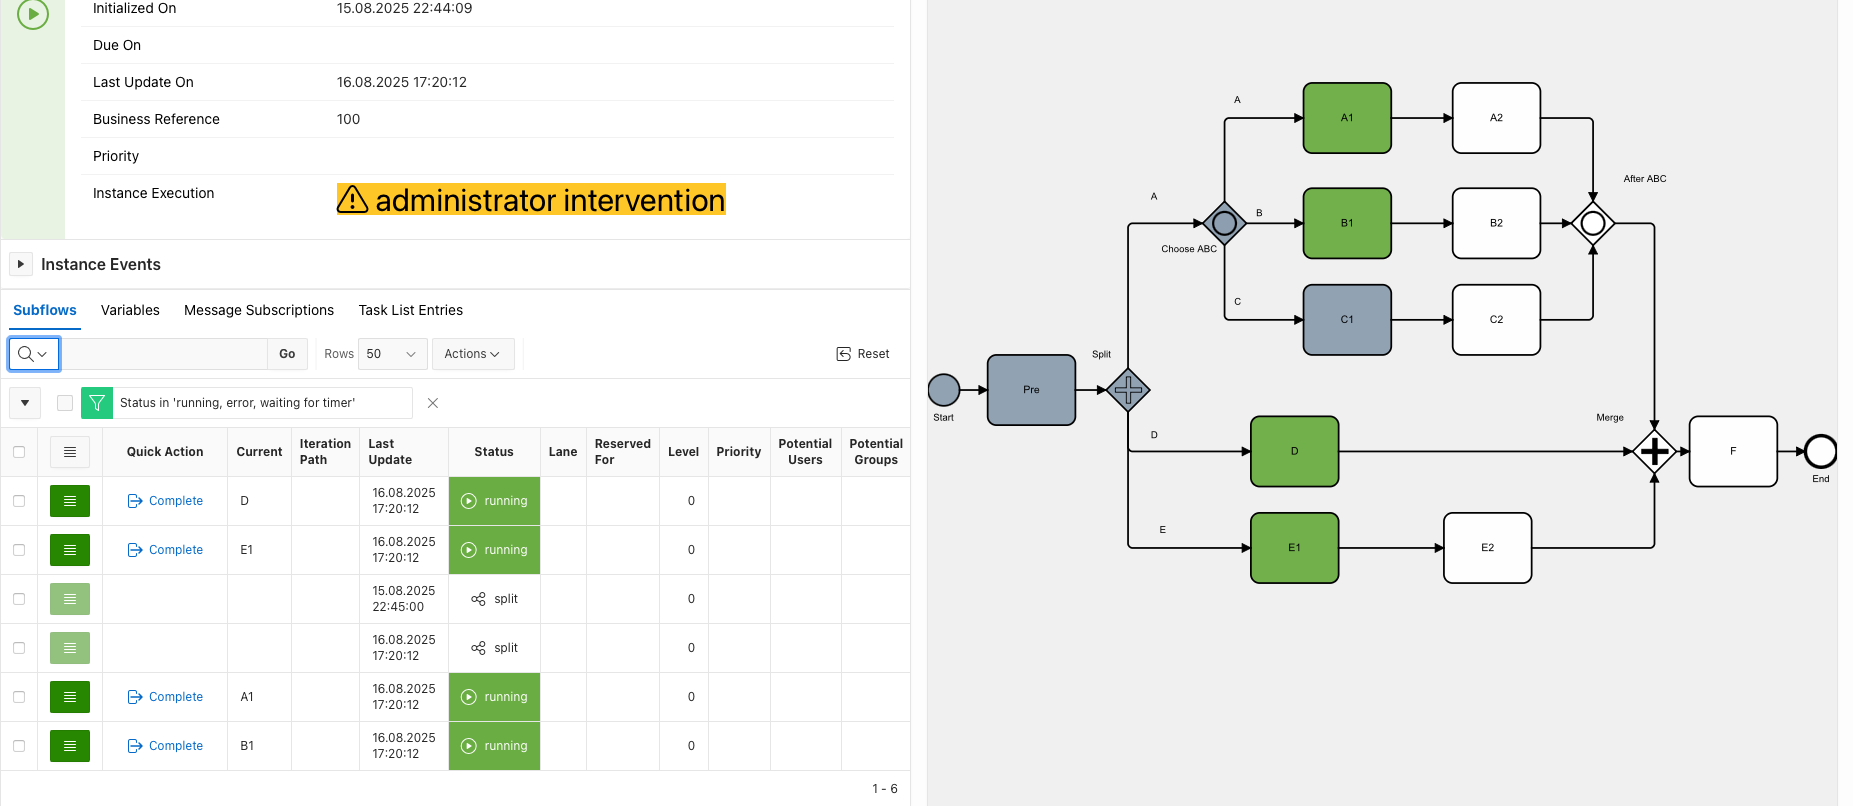 Initialized On 15.08.2025 22:44:09
Due On
Last Update On 16.08.2025 17:20:12
Business Reference 100
Priority
Instance Execution administrator intervention
Instance Events
Subflows Variables Message Subscriptions Task List Entries
Go Rows 50 Actions Reset
Status in 'running, error, waiting for timer'
Quick Action Current Iteration Path Last Update Status Lane Reserved For Level Priority Potential Users Potential Groups
Complete D 16.08.2025 17:20:12 running 0
Complete E1 16.08.2025 17:20:12 running 0
15.08.2025 22:45:00 split 0
16.08.2025 17:20:12 split 0
Complete A1 16.08.2025 17:20:12 running 0
Complete B1 16.08.2025 17:20:12 running 0
1 - 6
A A1 A2
After ABC
A
B B1 B2
Choose ABC
C C1 C2
Split
Pre
Start
Merge
D D F
End
E E1 E2